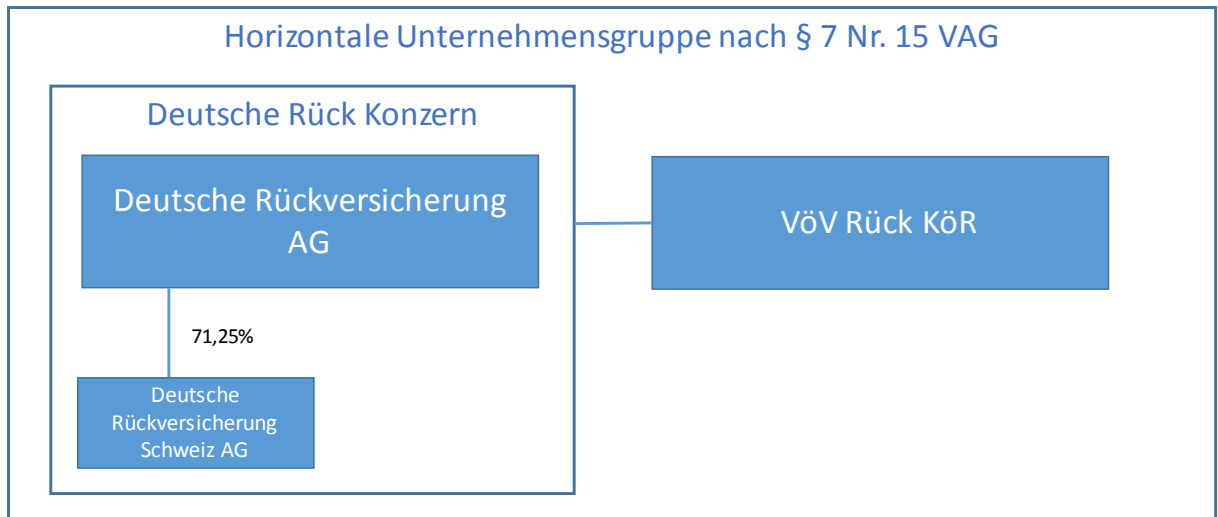 Horizontale Unternehmensgruppe nach § 7 Nr. 15 VAG
Deutsche Rück Konzern
Deutsche Rückversicherung
AG
VöV Rück KöR
71,25%
Deutsche
Rückversicherung
Schweiz AG